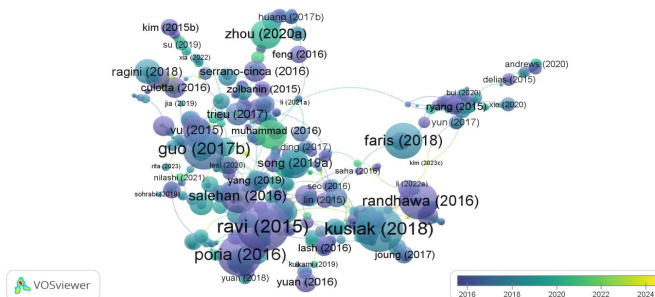 huang (2017b)
kim (2015b)
zhou (2020a)
su (2019)
xia (2022)
feng (2016)
andrews (2020)
ragini (2018)
serrano-cinca (2016)
delias (2015)
culotta (2016)
zolbanin (2015)
bui (2020)
jia (2019)
li (2021a)
ryang (2015)
xie (2020)
trieu (2017)
yun (2017)
vu (2015)
muhammad (2016)
faris (2018)
guo (2017b)
ding (2017)
lesi (2020)
song (2019a)
kim (2023c)
rita (2023)
saha (2016)
nilashi (2021)
yang (2019)
seo (2016)
li (2022a)
sohrabi (2019)
salehan (2016)
lin (2015)
randhawa (2016)
ravi (2015)
kusiak (2018)
lash (2016)
poria (2016)
joung (2017)
kulkarni (2019)
yuan (2018)
yuan (2016)
VOSviewer
2016 2018 2020 2022 2024